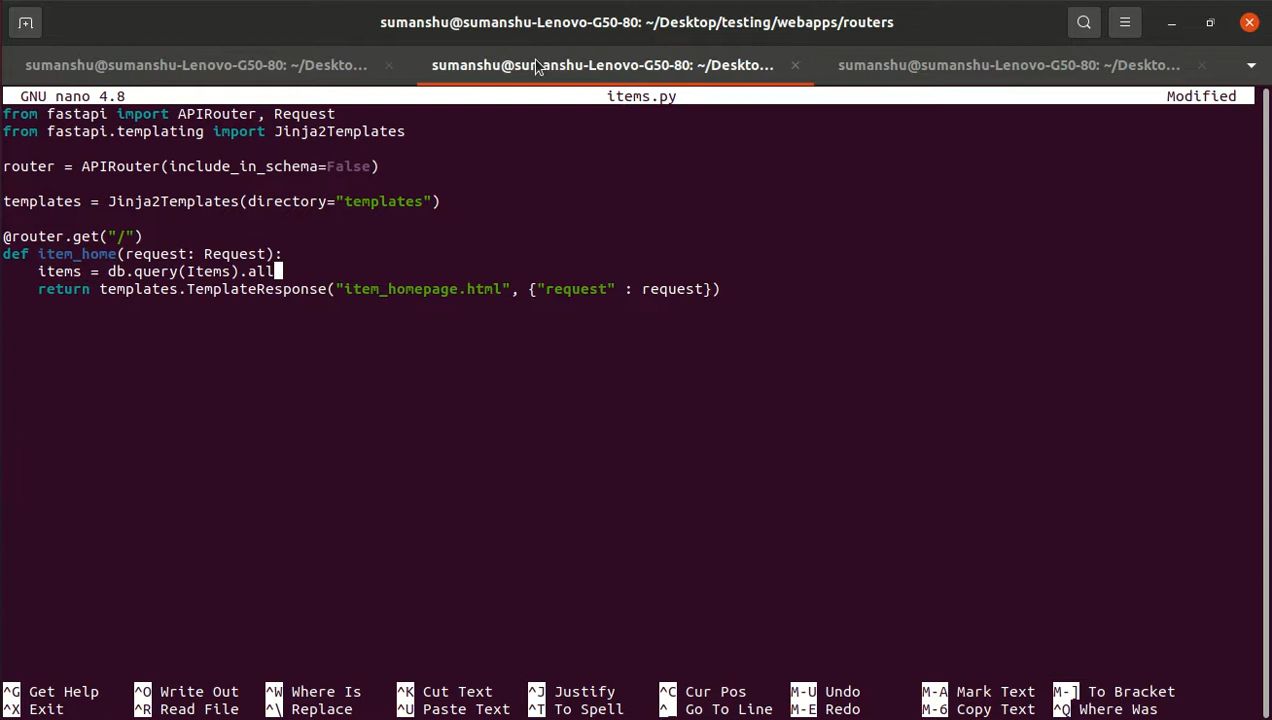 sumanshu@sumanshu-Lenovo-G50-80: ~/Desktop/testing/webapps/routers
sumanshu@sumanshu-Lenovo-G50-80: ~/Deskto... sumanshu@sumanshu-Lenovo-G50-80: ~/Deskto... sumanshu@sumanshu-Lenovo-G50-80: ~/Deskto...
GNU nano 4.8 items.py Modified
from fastapi import APIRouter, Request
from fastapi.templating import Jinja2Templates
router = APIRouter(include_in_schema=False)
templates = Jinja2Templates(directory="templates")
@router.get("/")
def item_home(request: Request):
    items = db.query(Items).all
    return templates.TemplateResponse("item_homepage.html", {"request" : request})
^G Get Help ^O Write Out ^W Where Is ^K Cut Text ^J Justify ^C Cur Pos M-U Undo M-A Mark Text M-] To Bracket
^X Exit ^R Read File ^\ Replace ^U Paste Text ^T To Spell ^_ Go To Line M-E Redo M-6 Copy Text ^Q Where Was